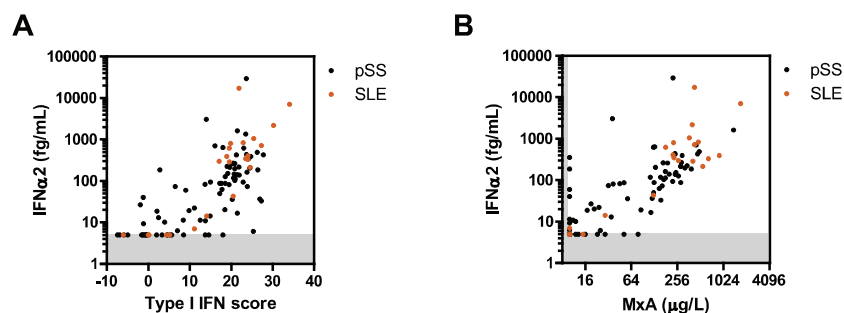 A
IFNα2 (fg/mL)
100000
10000
1000
100
10
1
-10 0 10 20 30 40
Type I IFN score
pSS
SLE
B
IFNα2 (fg/mL)
100000
10000
1000
100
10
1
16 64 256 1024 4096
MxA (μg/L)
pSS
SLE